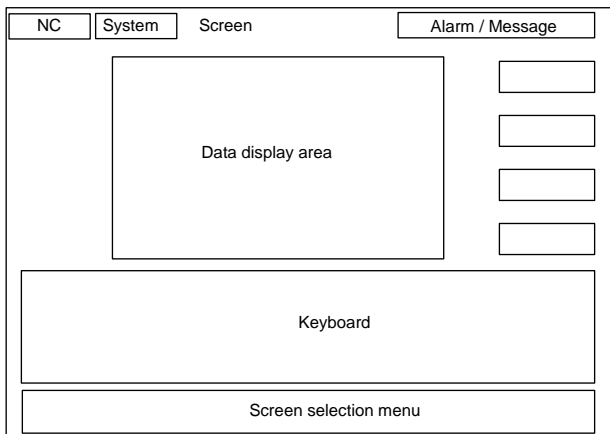 NC System Screen Alarm / Message
Data display area
Keyboard
Screen selection menu